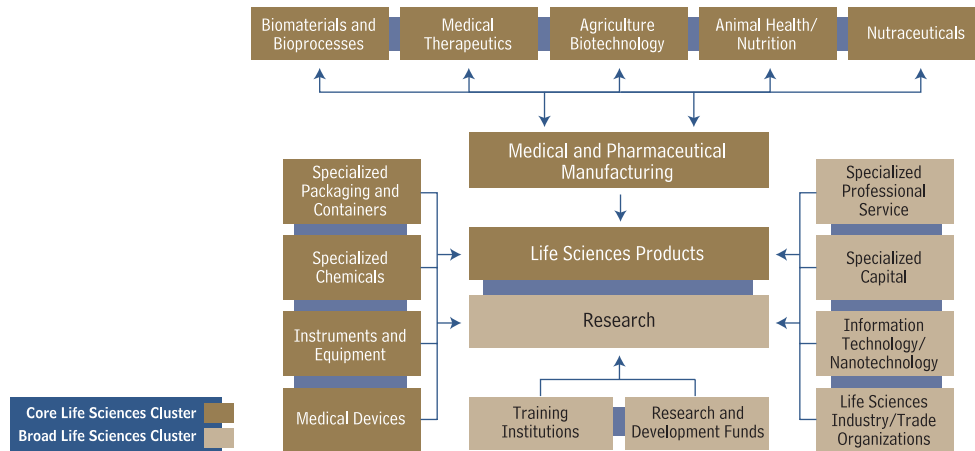 Biomaterials and
Bioprocesses
Medical
Therapeutics
Agriculture
Biotechnology
Animal Health/
Nutrition
Nutraceuticals
Medical and Pharmaceutical
Manufacturing
Specialized
Packaging and
Containers
Specialized
Chemicals
Instruments and
Equipment
Medical Devices
Life Sciences Products
Research
Training
Institutions
Research and
Development Funds
Specialized
Professional
Service
Specialized
Capital
Information
Technology/
Nanotechnology
Life Sciences
Industry/Trade
Organizations
Core Life Sciences Cluster
Broad Life Sciences Cluster